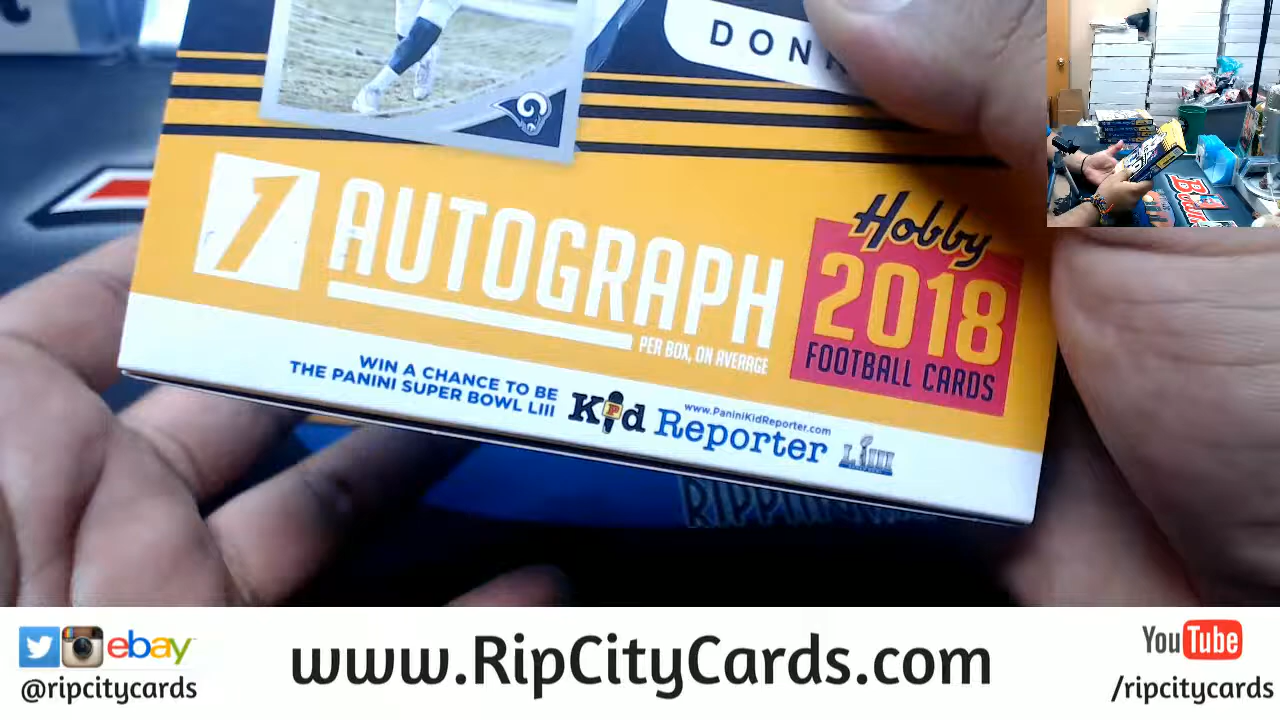 DON
1 AUTOGRAPH
PER BOX, ON AVERAGE
Hobby
2018
FOOTBALL CARDS
WIN A CHANCE TO BE
THE PANINI SUPER BOWL LIII
Kid
Reporter
www.PaniniKidReporter.com
LIII
ebay
@ripcitycards
www.RipCityCards.com
YouTube
/ripcitycards